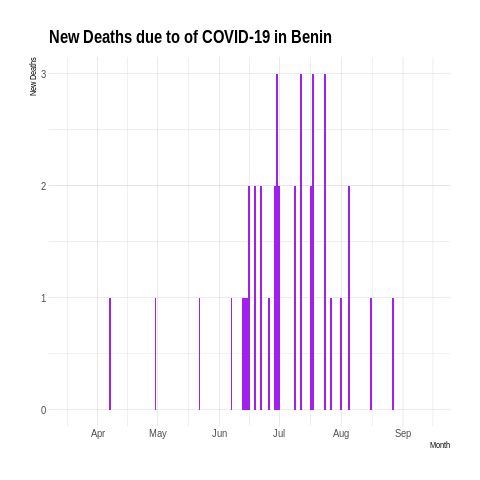 New Deaths due to of COVID-19 in Benin
New Deaths
3
2
1
0
Apr May Jun Jul Aug Sep
Month